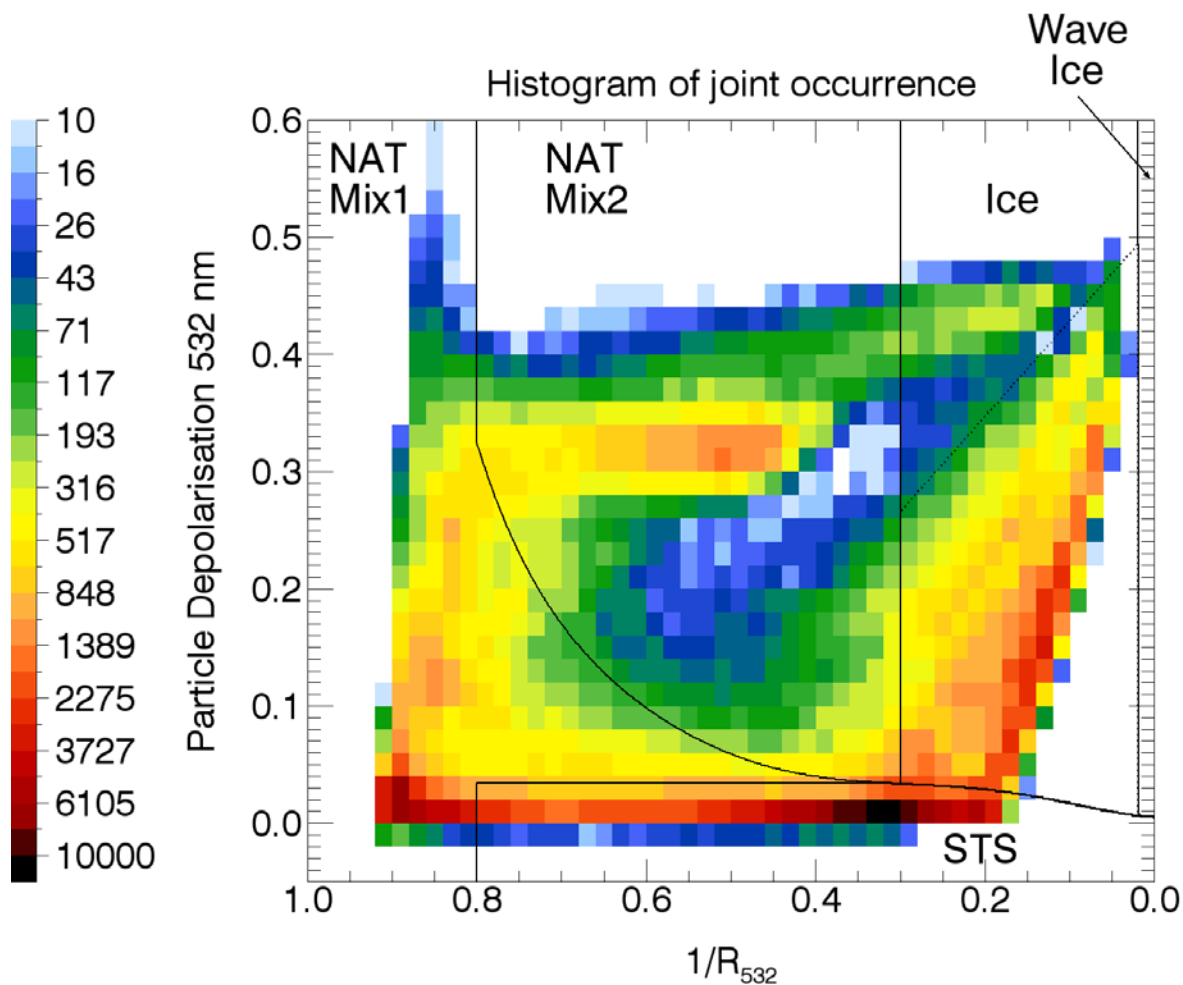 Wave
Ice
Histogram of joint occurrence
10
16
26
43
71
117
193
316
517
848
1389
2275
3727
6105
10000
Particle Depolarisation 532 nm
0.6
0.5
0.4
0.3
0.2
0.1
0.0
NAT
Mix1
NAT
Mix2
Ice
STS
1.0 0.8 0.6 0.4 0.2 0.0
1/R532